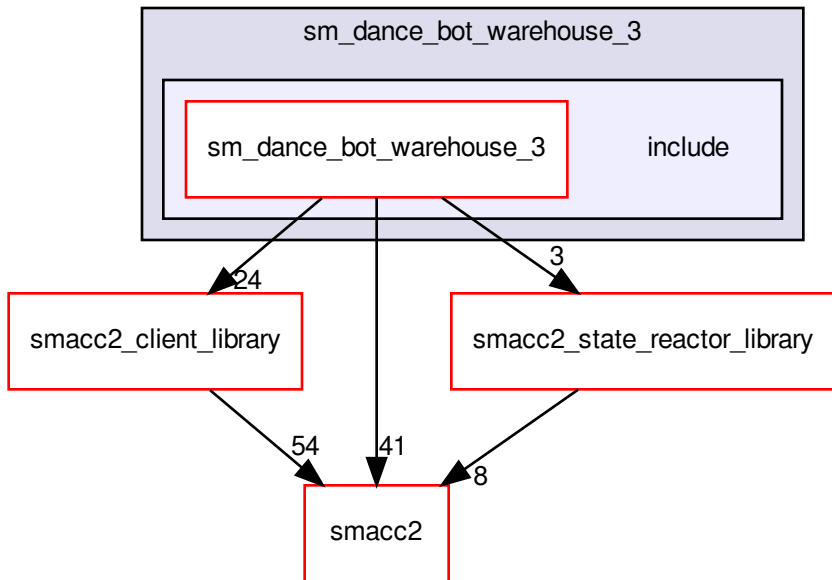 sm_dance_bot_warehouse_3
sm_dance_bot_warehouse_3
include
24
3
smacc2_client_library
smacc2_state_reactor_library
54
41
8
smacc2